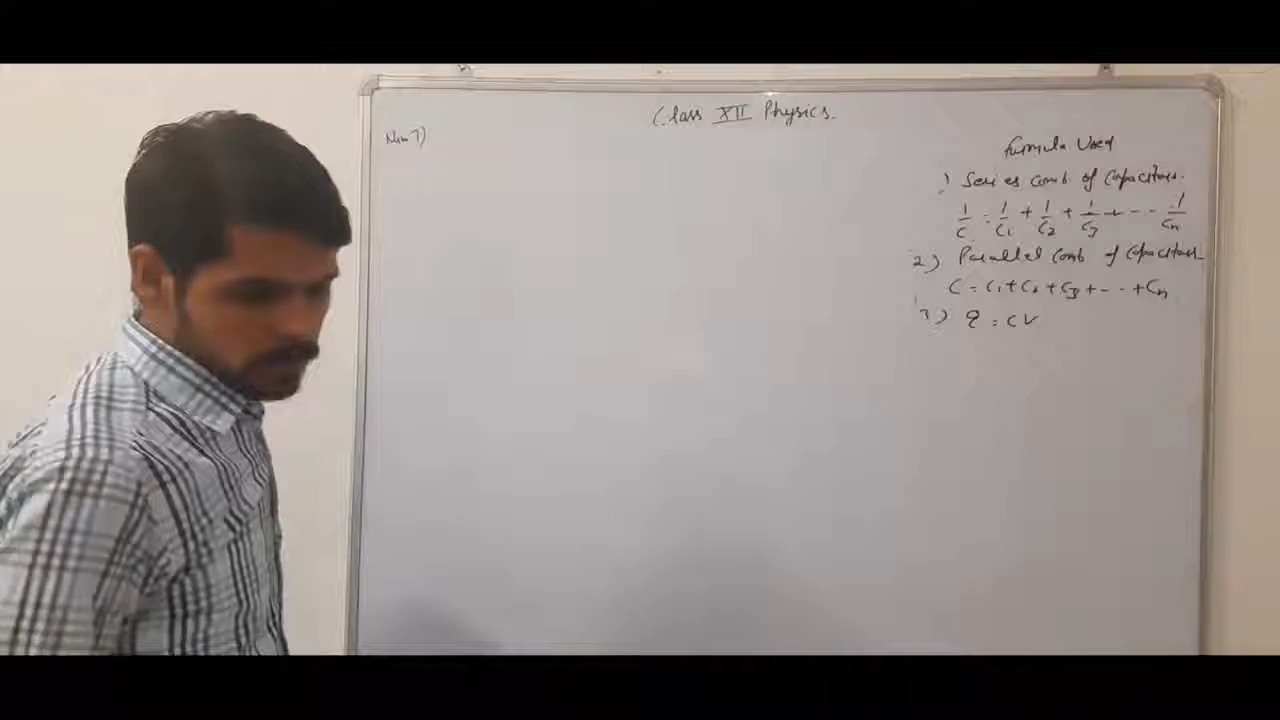 Class XII Physics.
Num 7)
Formula Used
1) Series comb. of Capacitors.
1/C = 1/C1 + 1/C2 + 1/C3 + - - - 1/Cn
2) Parallel Comb of Capacitors.
C = C1 + C2 + C3 + - - - + Cn
3) q = CV